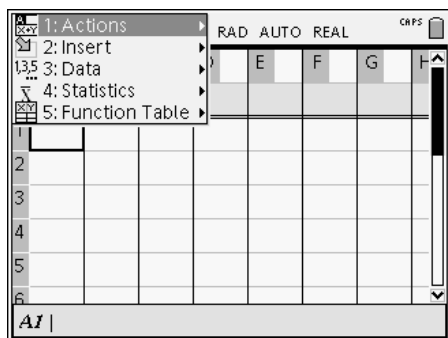 1: Actions
RAD AUTO REAL
CAPS
2: Insert
3: Data
4: Statistics
5: Function Table
E F G H
1
2
3
4
5
6
A1